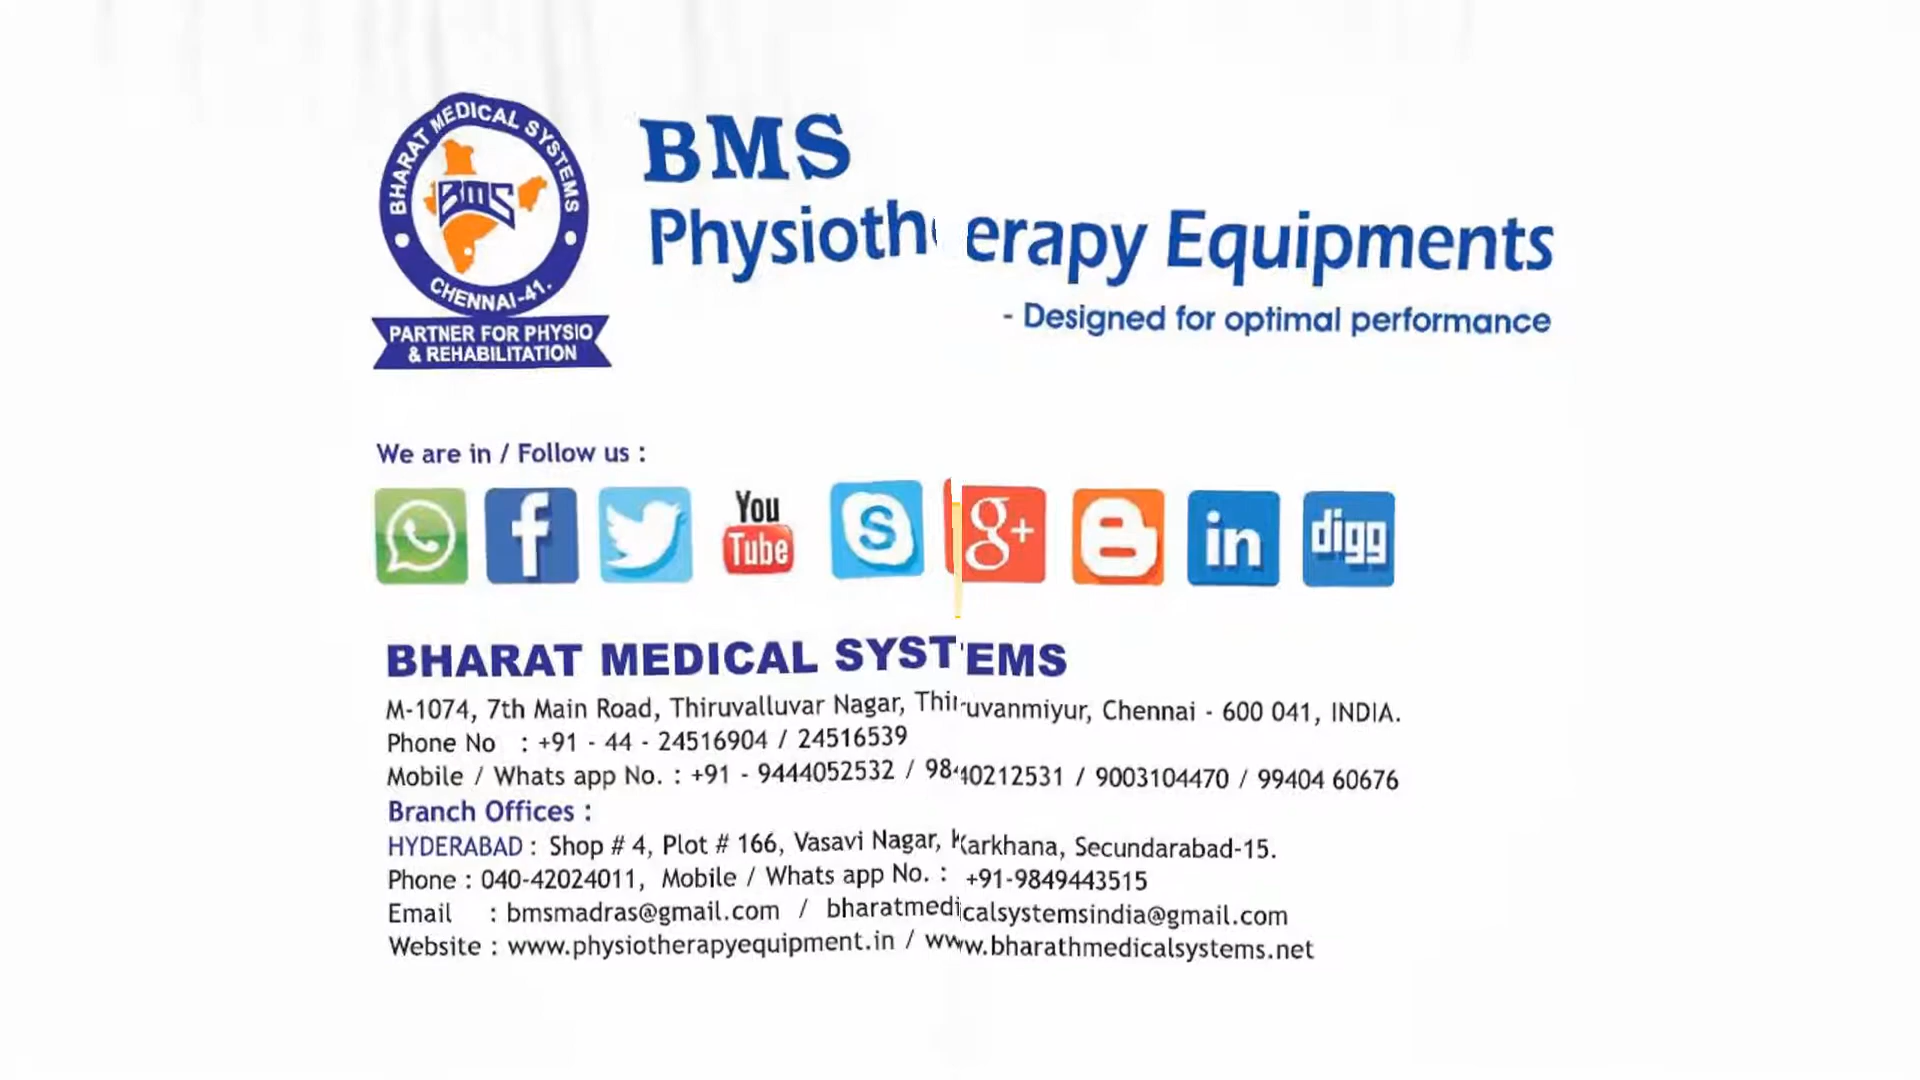 BHARAT MEDICAL SYSTEMS
BMS
CHENNAI-41.
PARTNER FOR PHYSIO
& REHABILITATION
BMS
Physiotherapy Equipments
- Designed for optimal performance
We are in / Follow us :
f
You
Tube
S
g+
B
in
digg
BHARAT MEDICAL SYSTEMS
M-1074, 7th Main Road, Thiruvalluvar Nagar, Thiruvanmiyur, Chennai - 600 041, INDIA.
Phone No : +91 - 44 - 24516904 / 24516539
Mobile / Whats app No. : +91 - 9444052532 / 9840212531 / 9003104470 / 99404 60676
Branch Offices :
HYDERABAD : Shop # 4, Plot # 166, Vasavi Nagar, Karkhana, Secundarabad-15.
Phone : 040-42024011, Mobile / Whats app No. : +91-9849443515
Email : bmsmadras@gmail.com / bharatmedicalsystemsindia@gmail.com
Website : www.physiotherapyequipment.in / www.bharathmedicalsystems.net